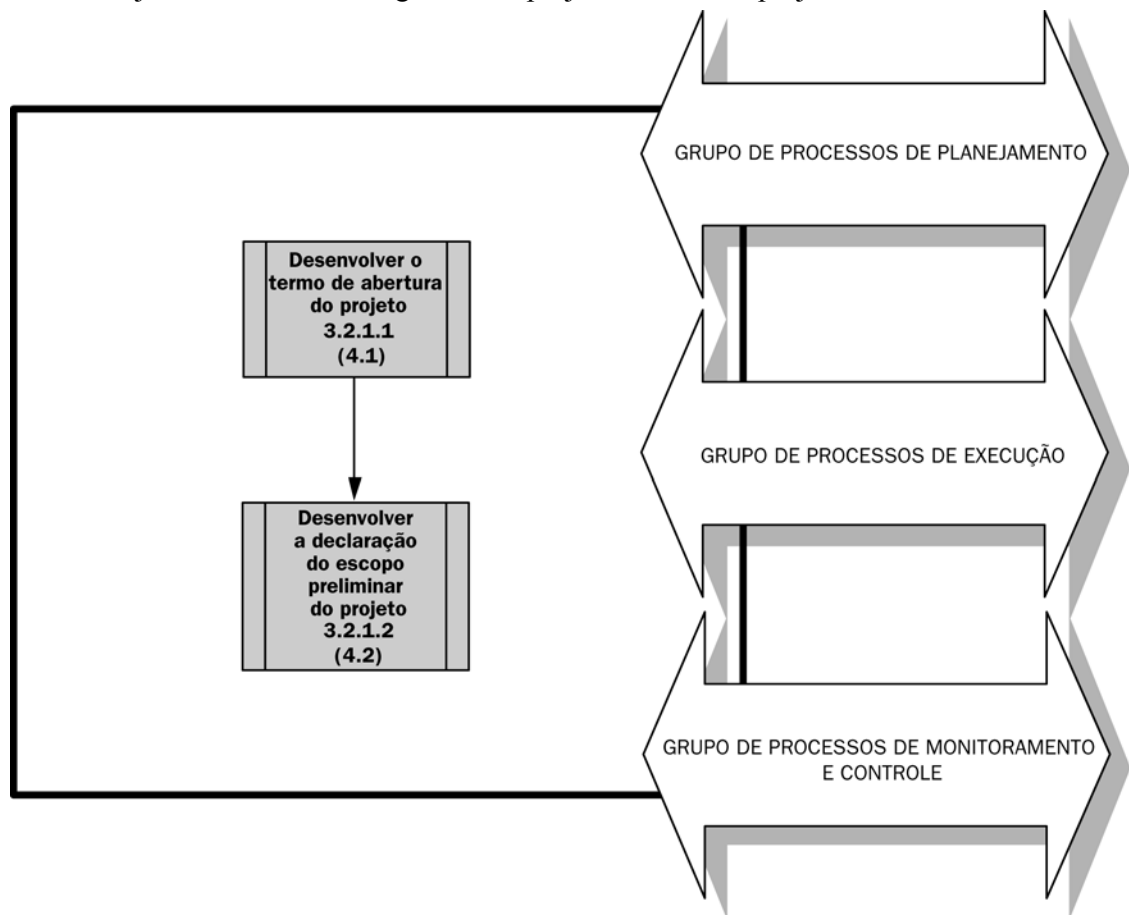 GRUPO DE PROCESSOS DE PLANEJAMENTO
Desenvolver o
termo de abertura
do projeto
3.2.1.1
(4.1)
GRUPO DE PROCESSOS DE EXECUÇÃO
Desenvolver
a declaração
do escopo
preliminar
do projeto
3.2.1.2
(4.2)
GRUPO DE PROCESSOS DE MONITORAMENTO
E CONTROLE